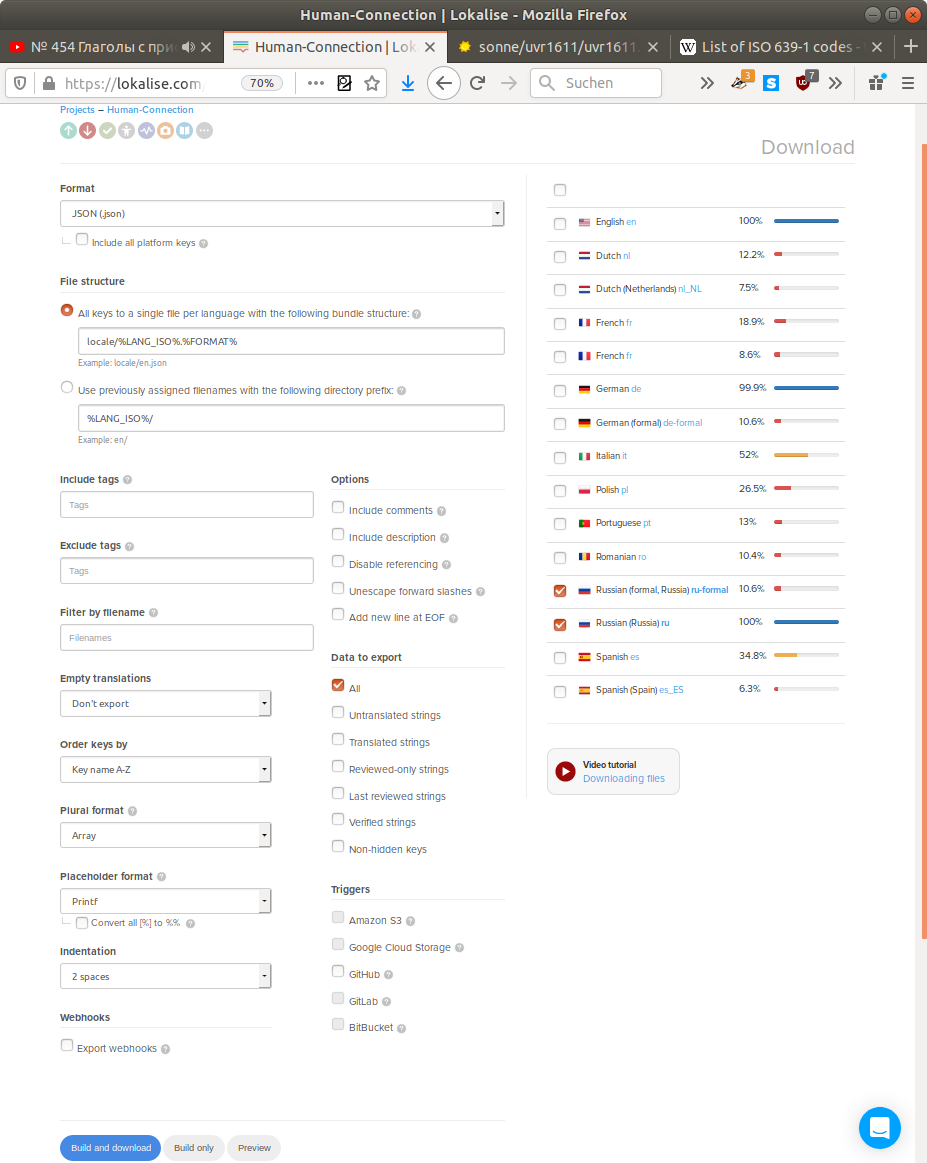 Human-Connection | Lokalise - Mozilla Firefox
№ 454 Глаголы с при
Human-Connection | Lok
sonne/uvr1611/uvr1611.
List of ISO 639-1 codes -
https://lokalise.com/
70%
Suchen
3
7
Projects – Human-Connection
Download
Format
JSON (.json)
Include all platform keys
File structure
All keys to a single file per language with the following bundle structure:
locale/%LANG_ISO%.%FORMAT%
Example: locale/en.json
Use previously assigned filenames with the following directory prefix:
%LANG_ISO%/
Example: en/
Include tags
Tags
Exclude tags
Tags
Filter by filename
Filenames
Empty translations
Don't export
Order keys by
Key name A-Z
Plural format
Array
Placeholder format
Printf
Convert all [%] to %%
Indentation
2 spaces
Webhooks
Export webhooks
Options
Include comments
Include description
Disable referencing
Unescape forward slashes
Add new line at EOF
Data to export
All
Untranslated strings
Translated strings
Reviewed-only strings
Last reviewed strings
Verified strings
Non-hidden keys
Triggers
Amazon S3
Google Cloud Storage
GitHub
GitLab
BitBucket
English en 100%
Dutch nl 12.2%
Dutch (Netherlands) nl_NL 7.5%
French fr 18.9%
French fr 8.6%
German de 99.9%
German (formal) de-formal 10.6%
Italian it 52%
Polish pl 26.5%
Portuguese pt 13%
Romanian ro 10.4%
Russian (formal, Russia) ru-formal 10.6%
Russian (Russia) ru 100%
Spanish es 34.8%
Spanish (Spain) es_ES 6.3%
Video tutorial
Downloading files
Build and download
Build only
Preview